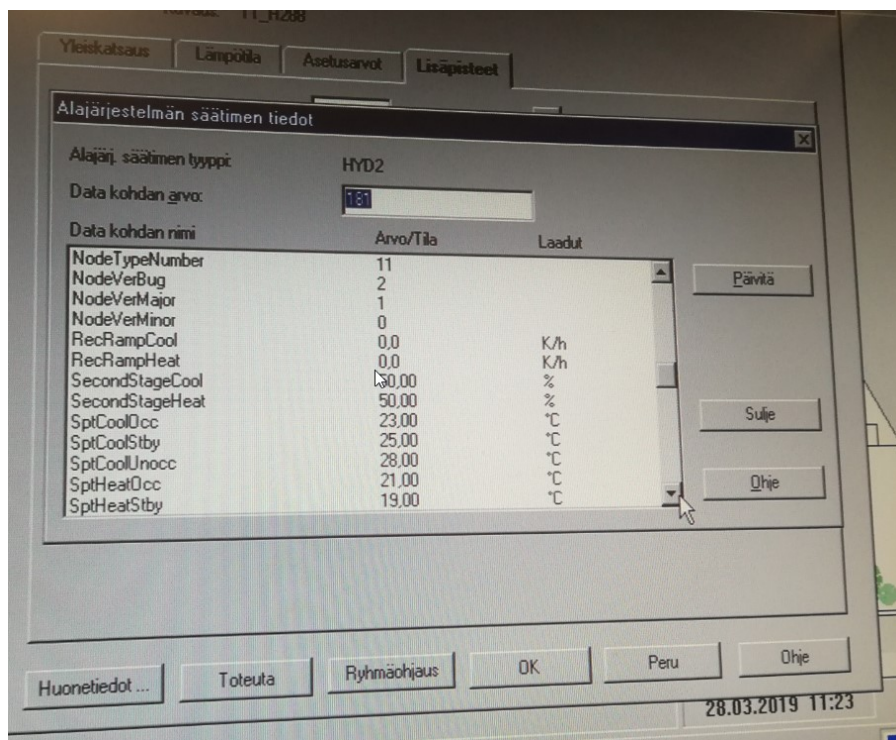 11_H288
Yleiskatsaus Lämpötila Asetusarvot Lisäpisteet
Alajärjestelmän säätimen tiedot
Alajärj. säätimen tyyppi: HYD2
Data kohdan arvo: 181
Data kohdan nimi Arvo/Tila Laadut
NodeTypeNumber 11
NodeVerBug 2
NodeVerMajor 1
NodeVerMinor 0
RecRampCool 0,0 K/h
RecRampHeat 0,0 K/h
SecondStageCool 50,00 %
SecondStageHeat 50,00 %
SptCoolOcc 23,00 °C
SptCoolStby 25,00 °C
SptCoolUnocc 28,00 °C
SptHeatOcc 21,00 °C
SptHeatStby 19,00 °C
Päivitä
Sulje
Ohje
Huonetiedot ... Toteuta Ryhmäohjaus OK Peru Ohje
28.03.2019 11:23